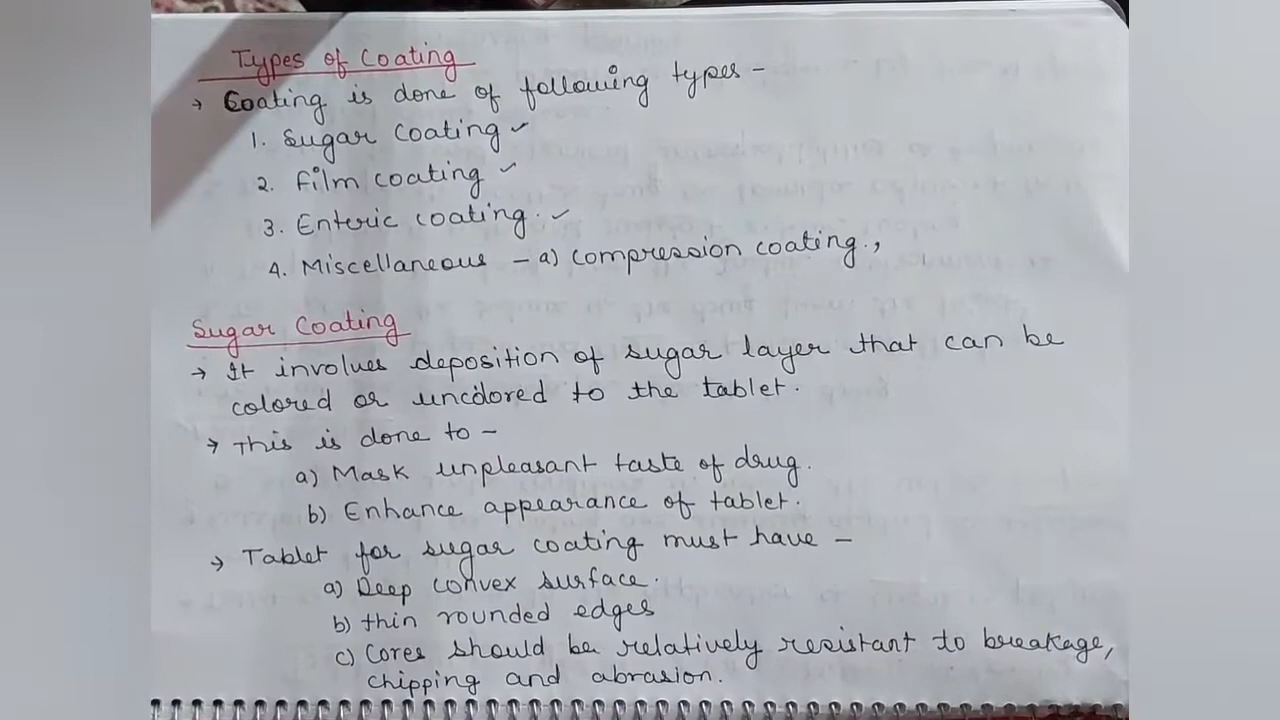 Types of Coating
→ Coating is done of following types -
1. Sugar coating ✓
2. Film coating ✓
3. Enteric coating. ✓
4. Miscellaneous - a) compression coating.,
Sugar Coating
→ It involves deposition of sugar layer that can be
colored or uncolored to the tablet.
→ This is done to -
a) Mask unpleasant taste of drug.
b) Enhance appearance of tablet.
→ Tablet for sugar coating must have -
a) Deep convex surface.
b) thin rounded edges
c) Cores should be relatively resistant to breakage,
chipping and abrasion.